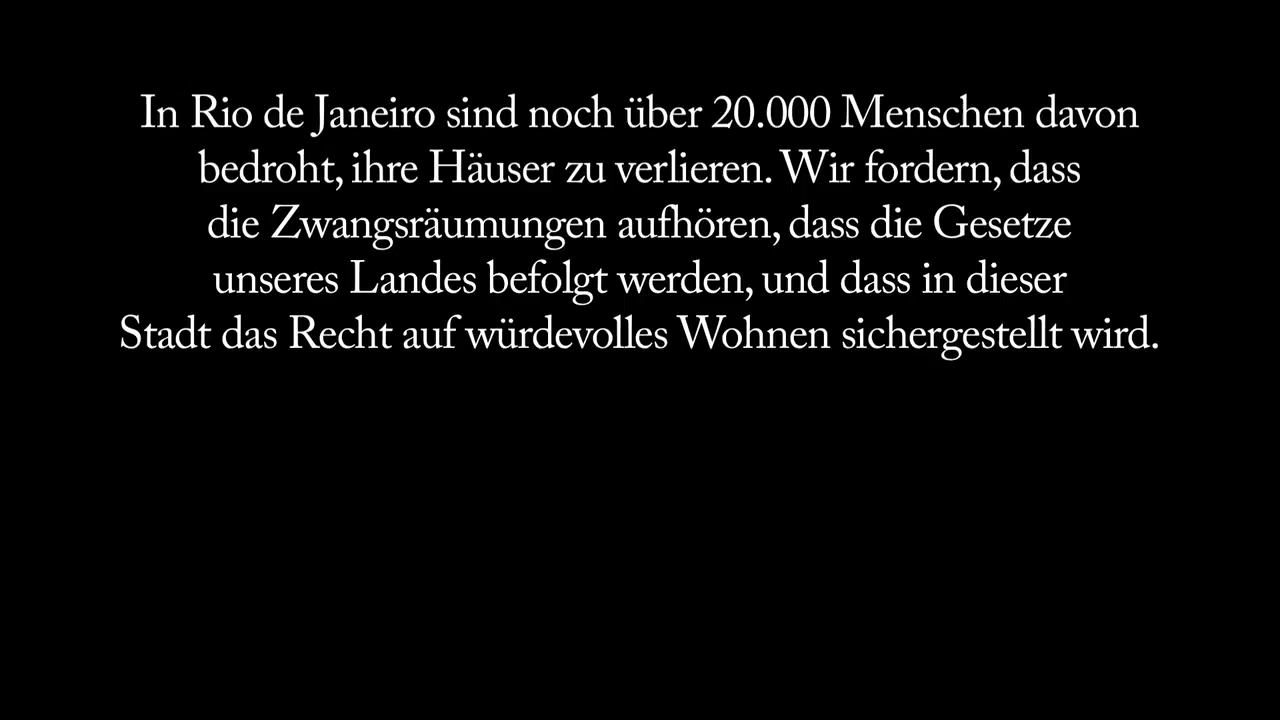 In Rio de Janeiro sind noch über 20.000 Menschen davon
bedroht, ihre Häuser zu verlieren. Wir fordern, dass
die Zwangsräumungen aufhören, dass die Gesetze
unseres Landes befolgt werden, und dass in dieser
Stadt das Recht auf würdevolles Wohnen sichergestellt wird.